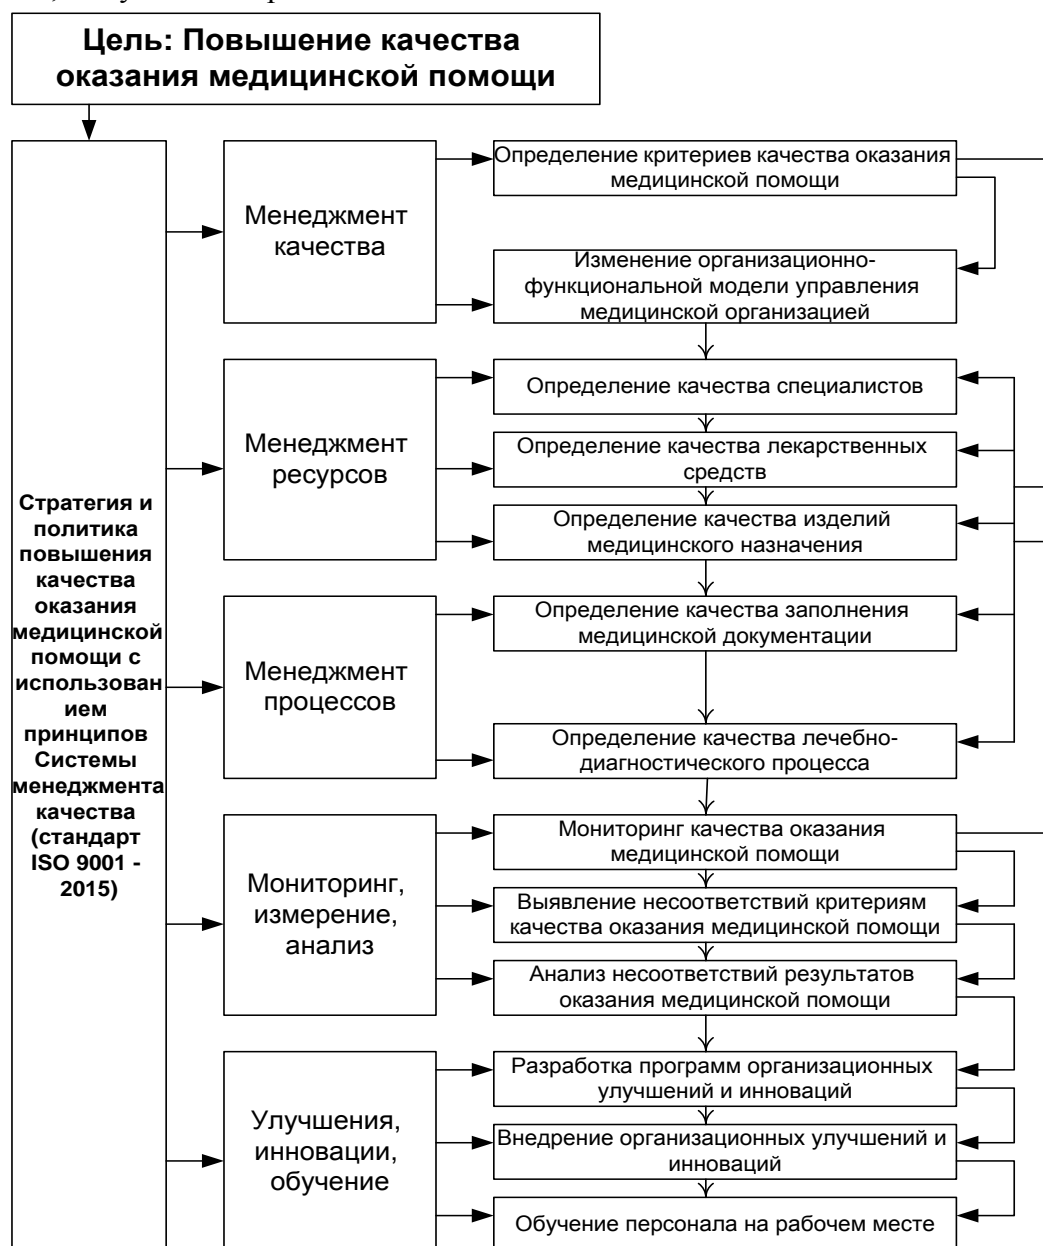 Цель: Повышение качества
оказания медицинской помощи
Стратегия и
политика
повышения
качества
оказания
медицинской
помощи с
использован
ием
принципов
Системы
менеджмента
качества
(стандарт
ISO 9001 -
2015)
Менеджмент
качества
Определение критериев качества оказания
медицинской помощи
Изменение организационно-
функциональной модели управления
медицинской организацией
Менеджмент
ресурсов
Определение качества специалистов
Определение качества лекарственных
средств
Определение качества изделий
медицинского назначения
Менеджмент
процессов
Определение качества заполнения
медицинской документации
Определение качества лечебно-
диагностического процесса
Мониторинг,
измерение,
анализ
Мониторинг качества оказания
медицинской помощи
Выявление несоответствий критериям
качества оказания медицинской помощи
Анализ несоответствий результатов
оказания медицинской помощи
Улучшения,
инновации,
обучение
Разработка программ организационных
улучшений и инноваций
Внедрение организационных улучшений и
инноваций
Обучение персонала на рабочем месте